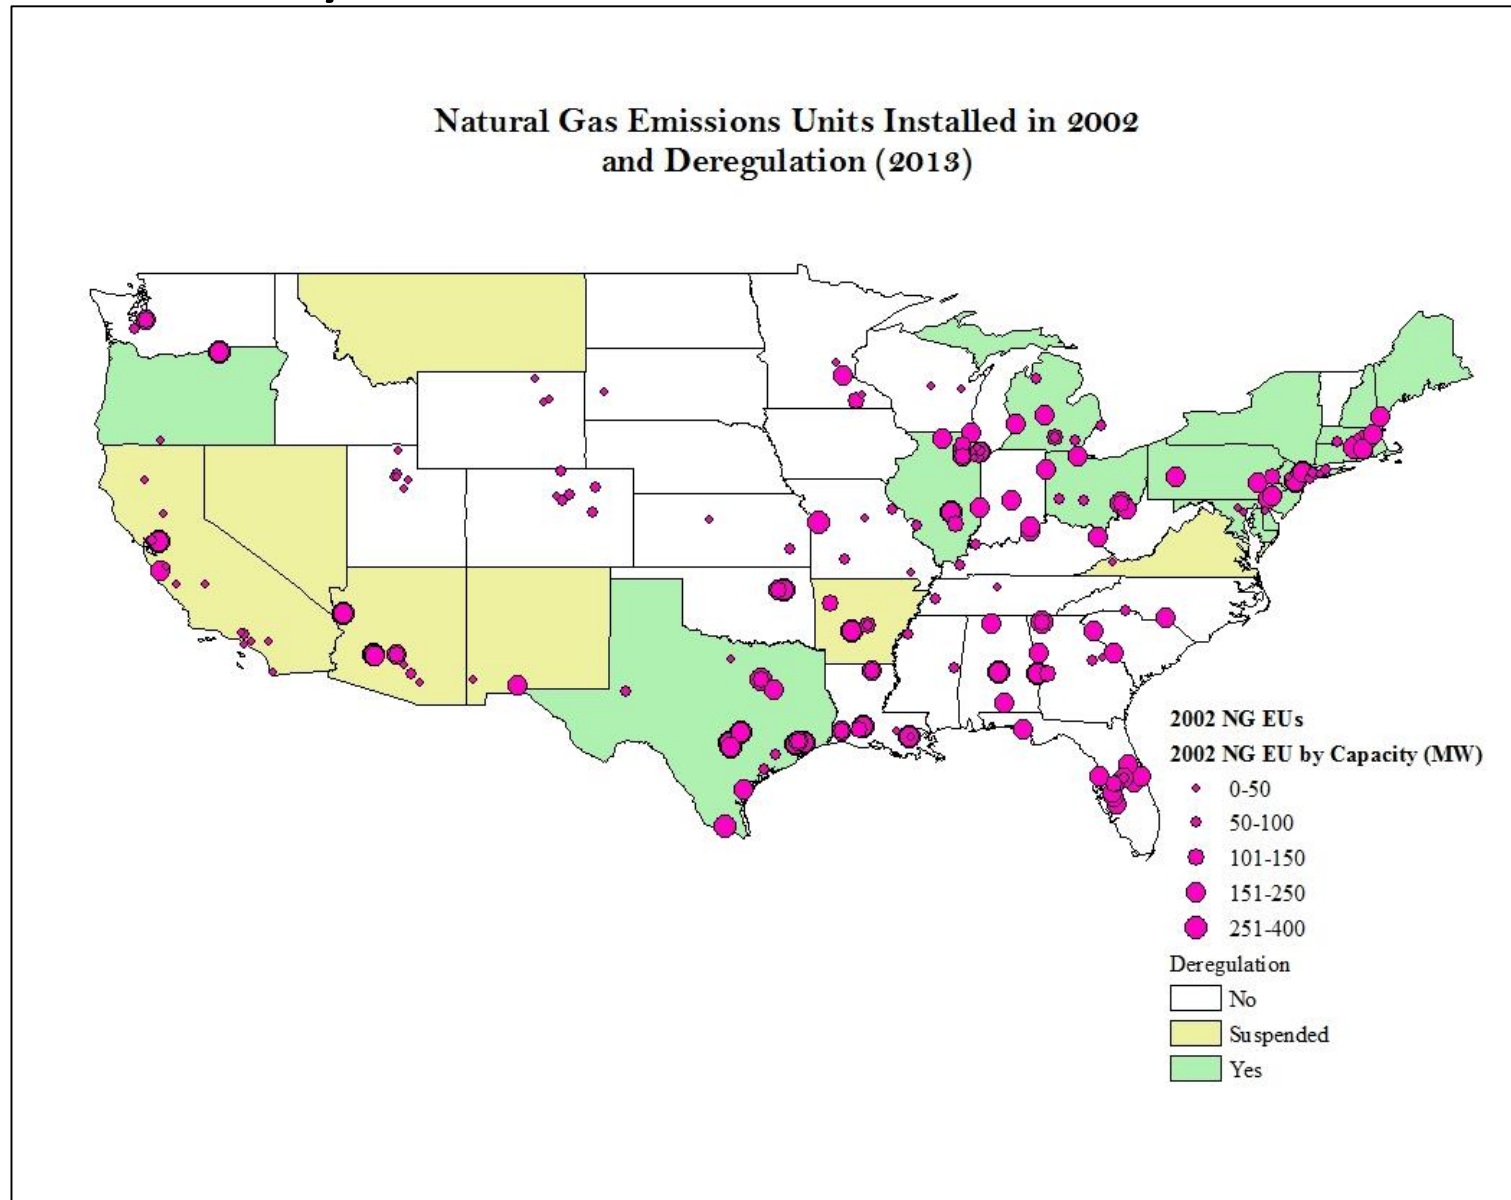 Natural Gas Emissions Units Installed in 2002
and Deregulation (2013)
2002 NG EUs
2002 NG EU by Capacity (MW)
0-50
50-100
101-150
151-250
251-400
Deregulation
No
Suspended
Yes